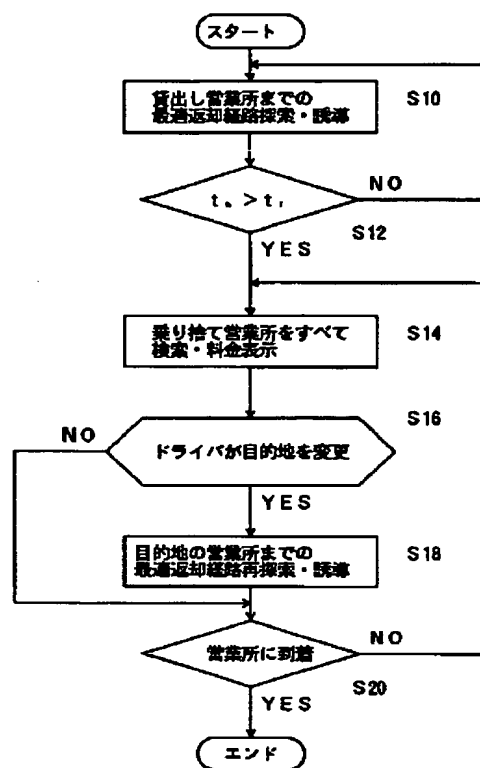 スタート
貸出し営業所までの
最適返却経路探索・誘導
S10
NO
S12
YES
乗り捨て営業所をすべて
検索・料金表示
S14
S16
NO
ドライバが目的地を変更
YES
目的地の営業所までの
最適返却経路再探索・誘導
S18
NO
営業所に到着
S20
YES
エンド